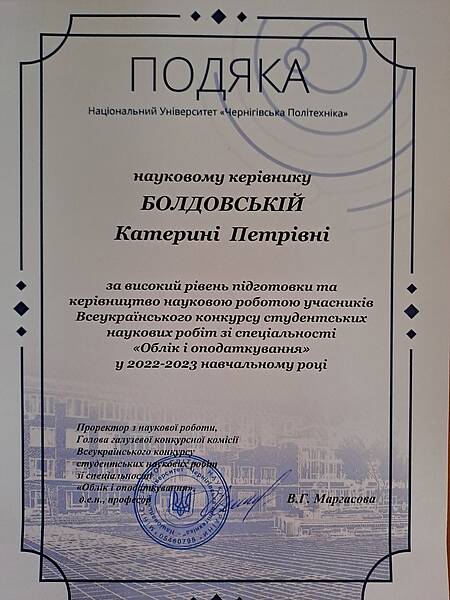 ПОДЯКА
Національний Університет «Чернігівська Політехніка»
науковому керівнику
БОЛДОВСЬКІЙ
Катерині Петрівні
за високий рівень підготовки та
керівництво науковою роботою учасників
Всеукраїнського конкурсу студентських
наукових робіт зі спеціальності
«Облік і оподаткування»
у 2022-2023 навчальному році
Проректор з наукової роботи,
Голова галузевої конкурсної комісії
Всеукраїнського конкурсу
студентських наукових робіт
зі спеціальності
«Облік і оподаткування»,
д.е.н., професор
В.Г. Маргасова